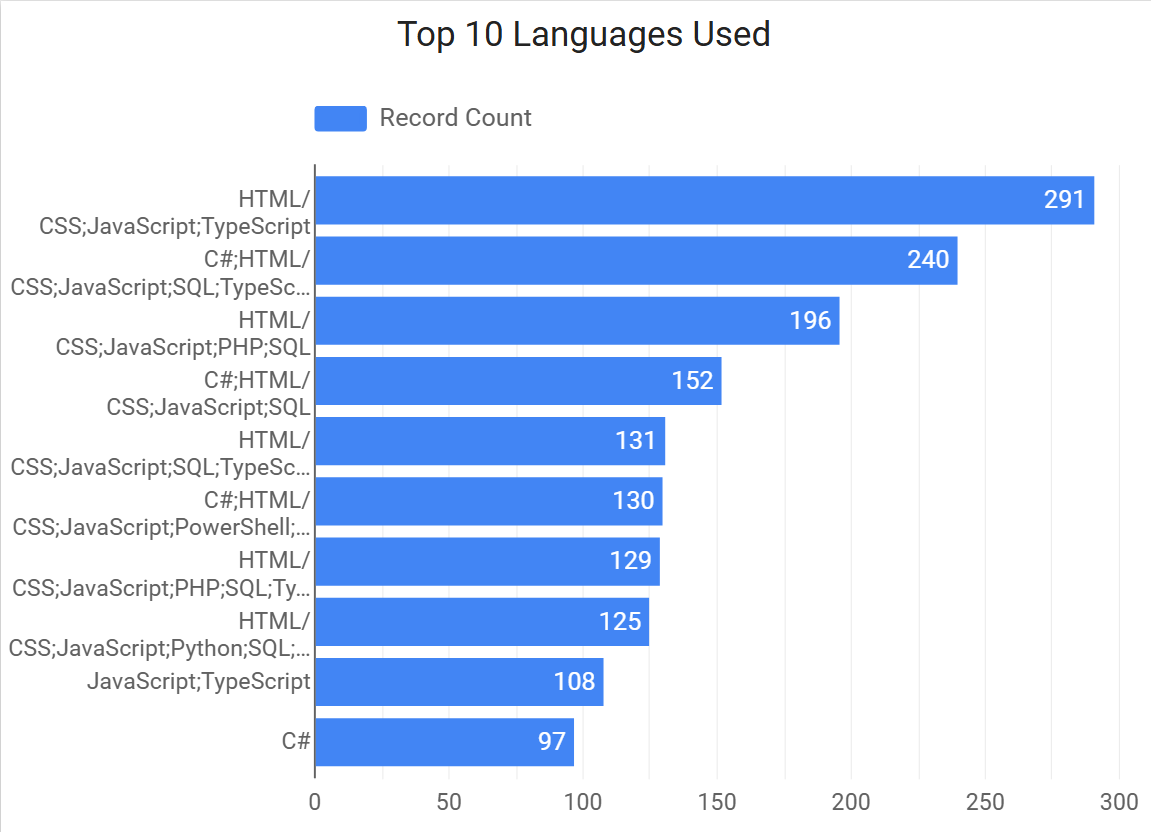 Top 10 Languages Used
Record Count
HTML/
CSS;JavaScript;TypeScript
291
C#;HTML/
CSS;JavaScript;SQL;TypeSc...
240
HTML/
CSS;JavaScript;PHP;SQL
196
C#;HTML/
CSS;JavaScript;SQL
152
HTML/
CSS;JavaScript;SQL;TypeSc...
131
C#;HTML/
CSS;JavaScript;PowerShell;...
130
HTML/
CSS;JavaScript;PHP;SQL;Ty...
129
HTML/
CSS;JavaScript;Python;SQL;...
125
JavaScript;TypeScript
108
C#
97
0 50 100 150 200 250 300